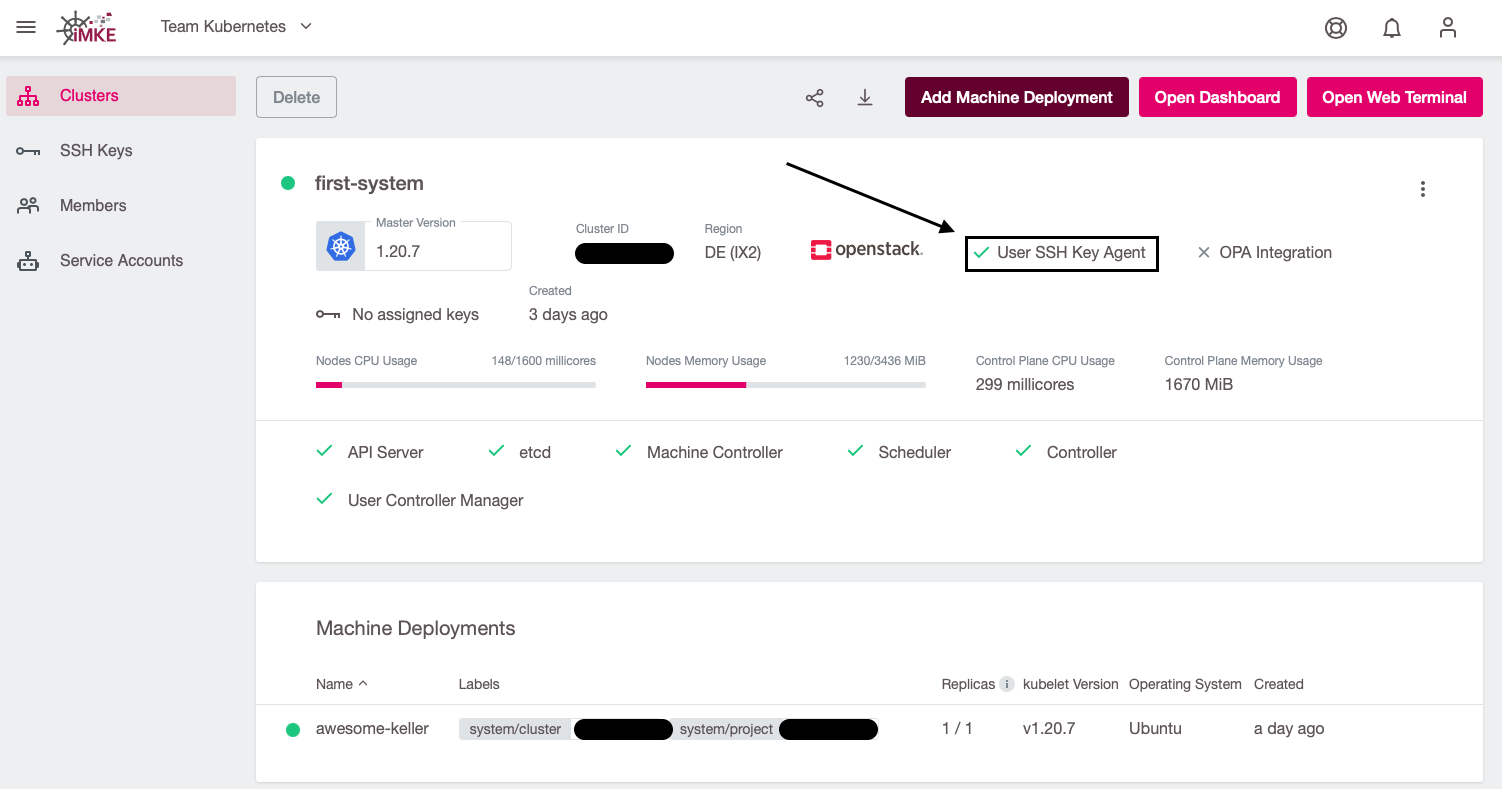 iMKE
Team Kubernetes
Clusters
SSH Keys
Members
Service Accounts
Delete
Add Machine Deployment
Open Dashboard
Open Web Terminal
first-system
Master Version
1.20.7
Cluster ID
Region
DE (IX2)
openstack.
User SSH Key Agent
OPA Integration
No assigned keys
Created
3 days ago
Nodes CPU Usage
148/1600 millicores
Nodes Memory Usage
1230/3436 MiB
Control Plane CPU Usage
299 millicores
Control Plane Memory Usage
1670 MiB
API Server
etcd
Machine Controller
Scheduler
Controller
User Controller Manager
Machine Deployments
Name
Labels
Replicas
i
kubelet Version
Operating System
Created
awesome-keller
system/cluster
system/project
1 / 1
v1.20.7
Ubuntu
a day ago